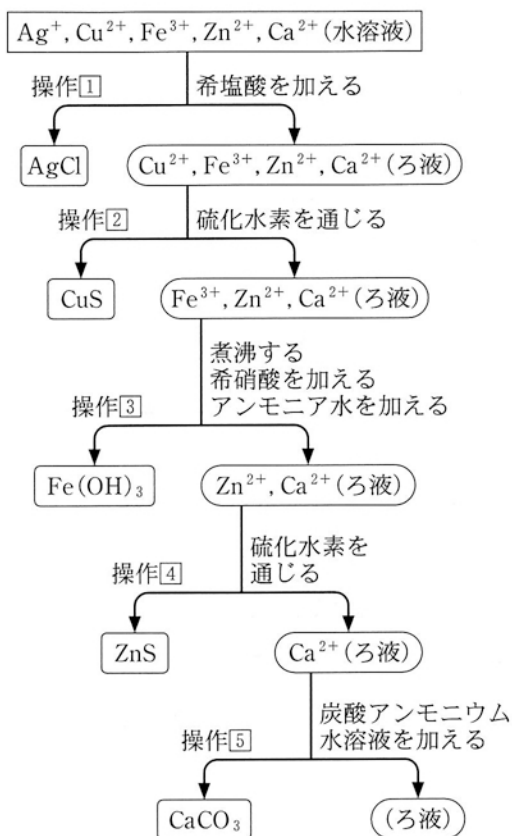 Ag⁺, Cu²⁺, Fe³⁺, Zn²⁺, Ca²⁺(水溶液)
操作1 希塩酸を加える
AgCl Cu²⁺, Fe³⁺, Zn²⁺, Ca²⁺(ろ液)
操作2 硫化水素を通じる
CuS Fe³⁺, Zn²⁺, Ca²⁺(ろ液)
煮沸する
希硝酸を加える
操作3 アンモニア水を加える
Fe(OH)₃ Zn²⁺, Ca²⁺(ろ液)
硫化水素を
操作4 通じる
ZnS Ca²⁺(ろ液)
炭酸アンモニウム
操作5 水溶液を加える
CaCO₃ (ろ液)